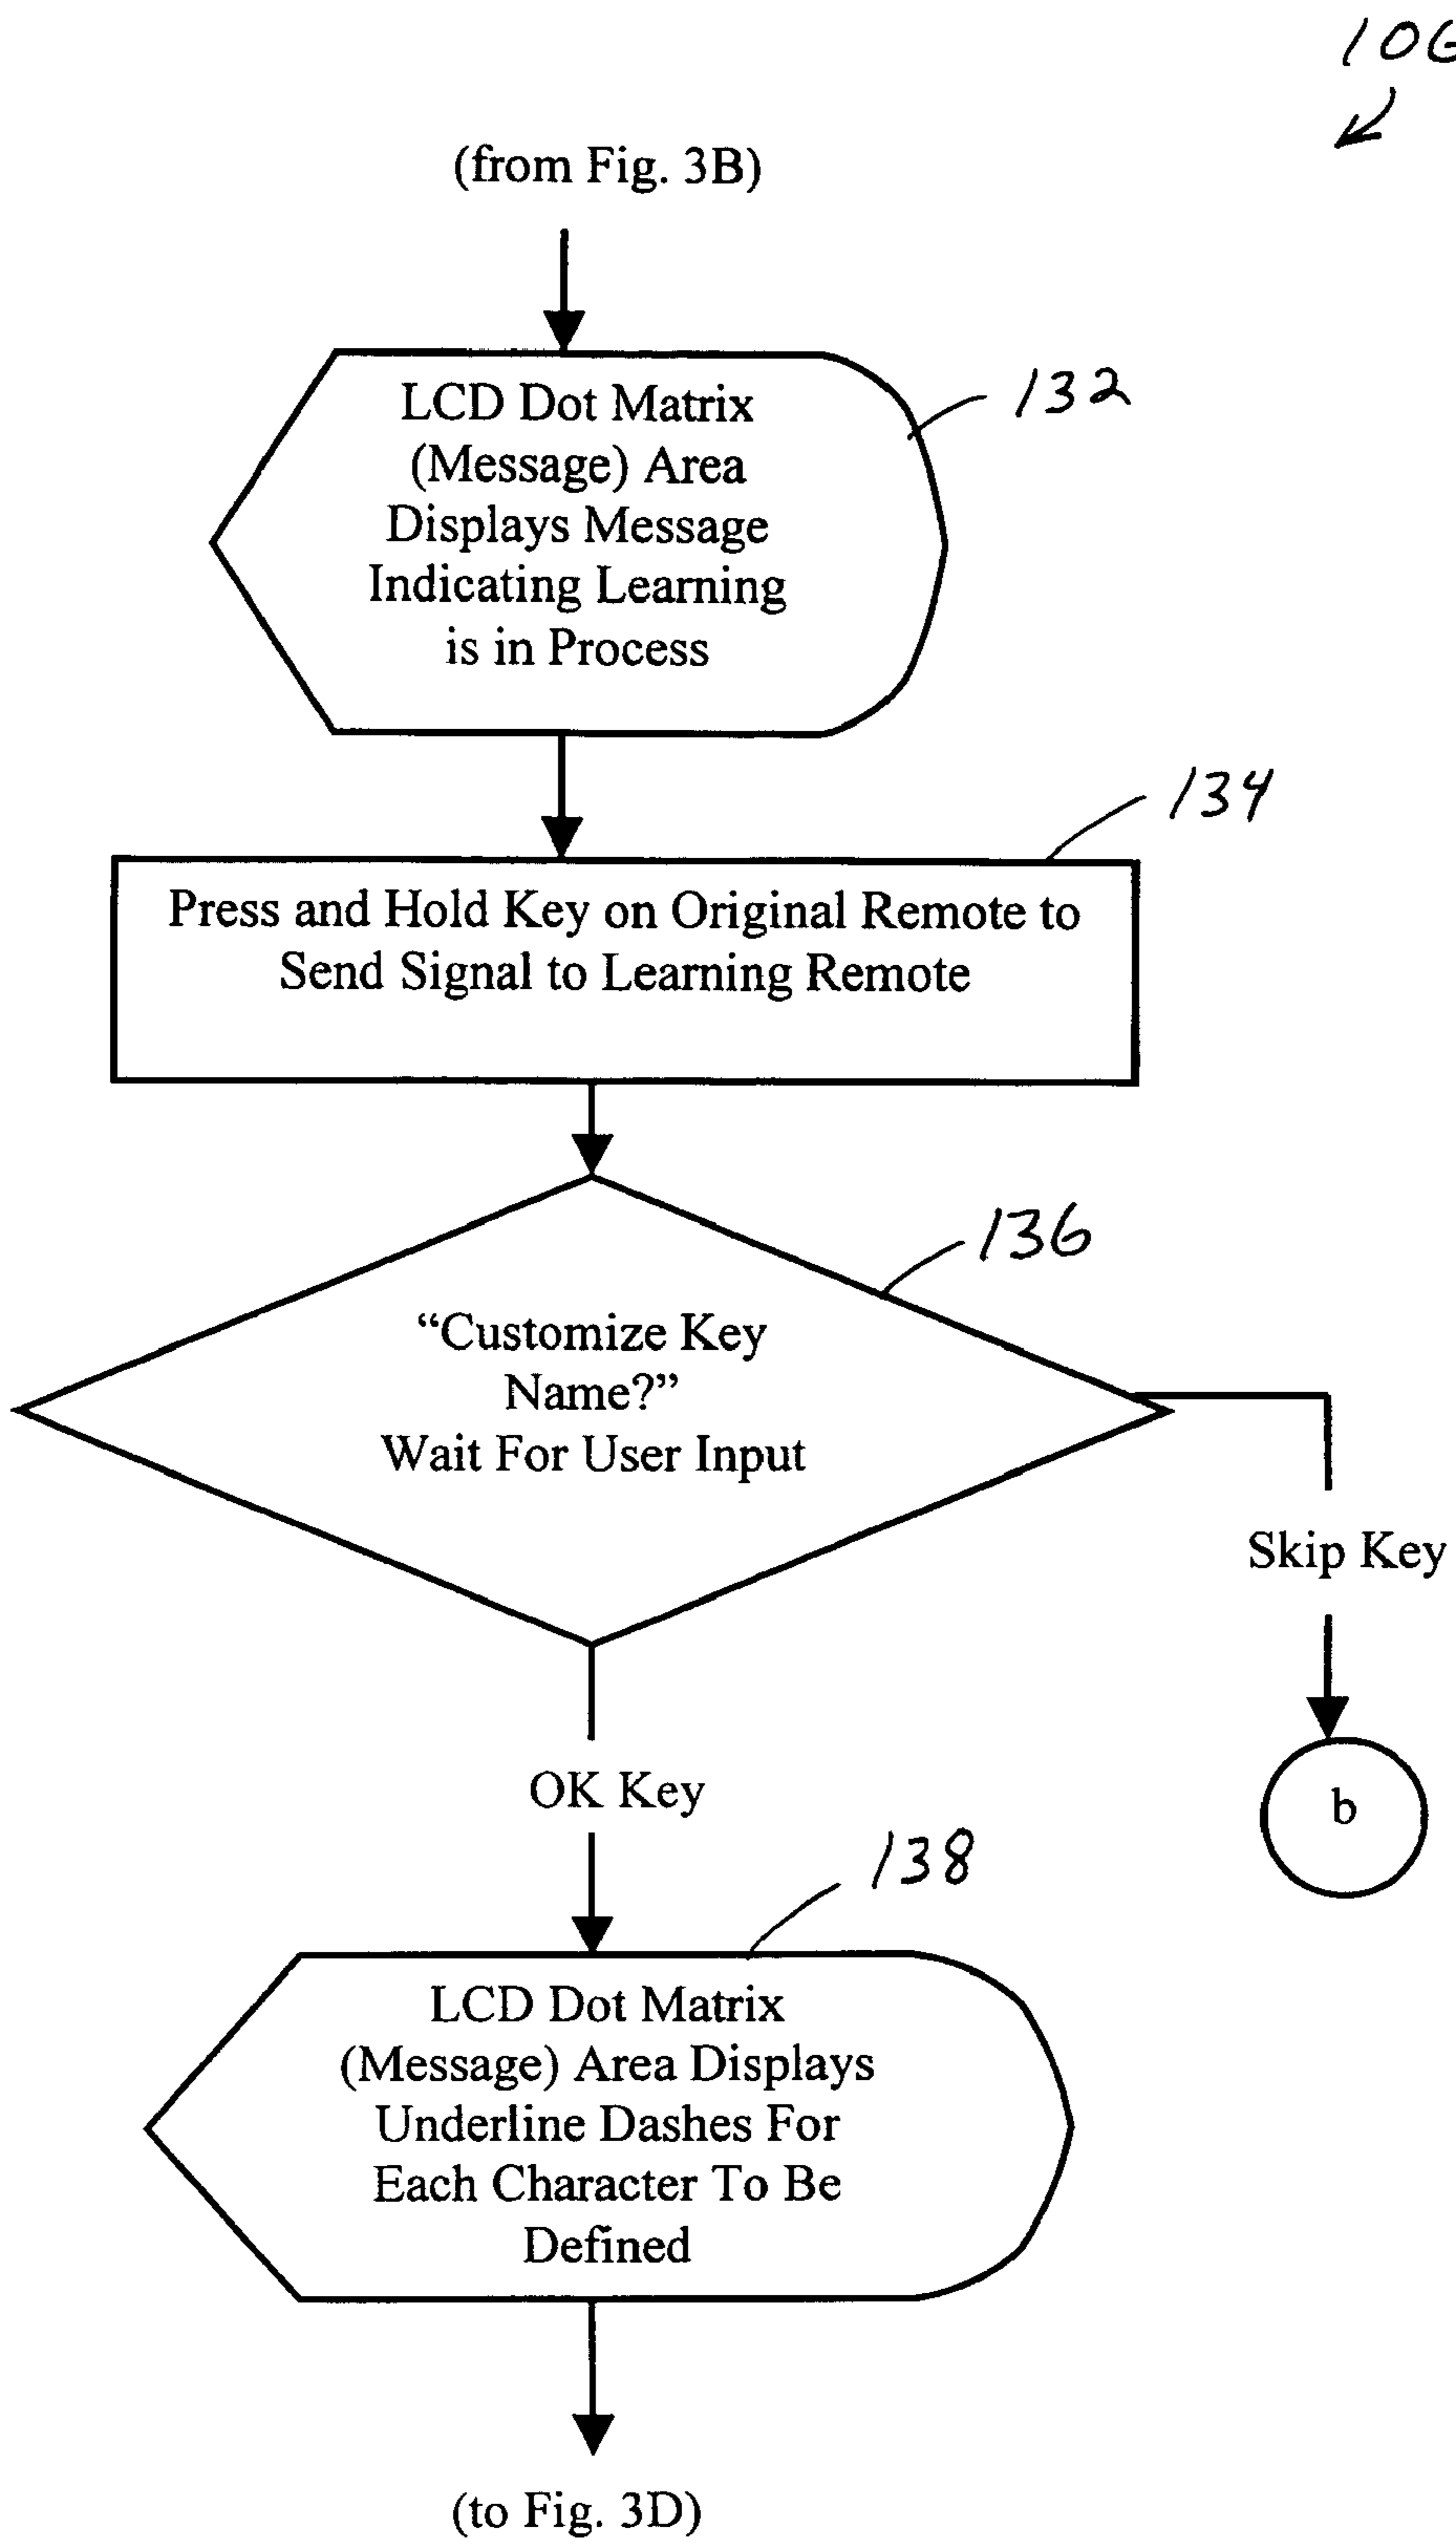 106
(from Fig. 3B)
LCD Dot Matrix
(Message) Area
Displays Message
Indicating Learning
is in Process
132
134
Press and Hold Key on Original Remote to
Send Signal to Learning Remote
136
“Customize Key
Name?”
Wait For User Input
Skip Key
b
OK Key
138
LCD Dot Matrix
(Message) Area Displays
Underline Dashes For
Each Character To Be
Defined
(to Fig. 3D)